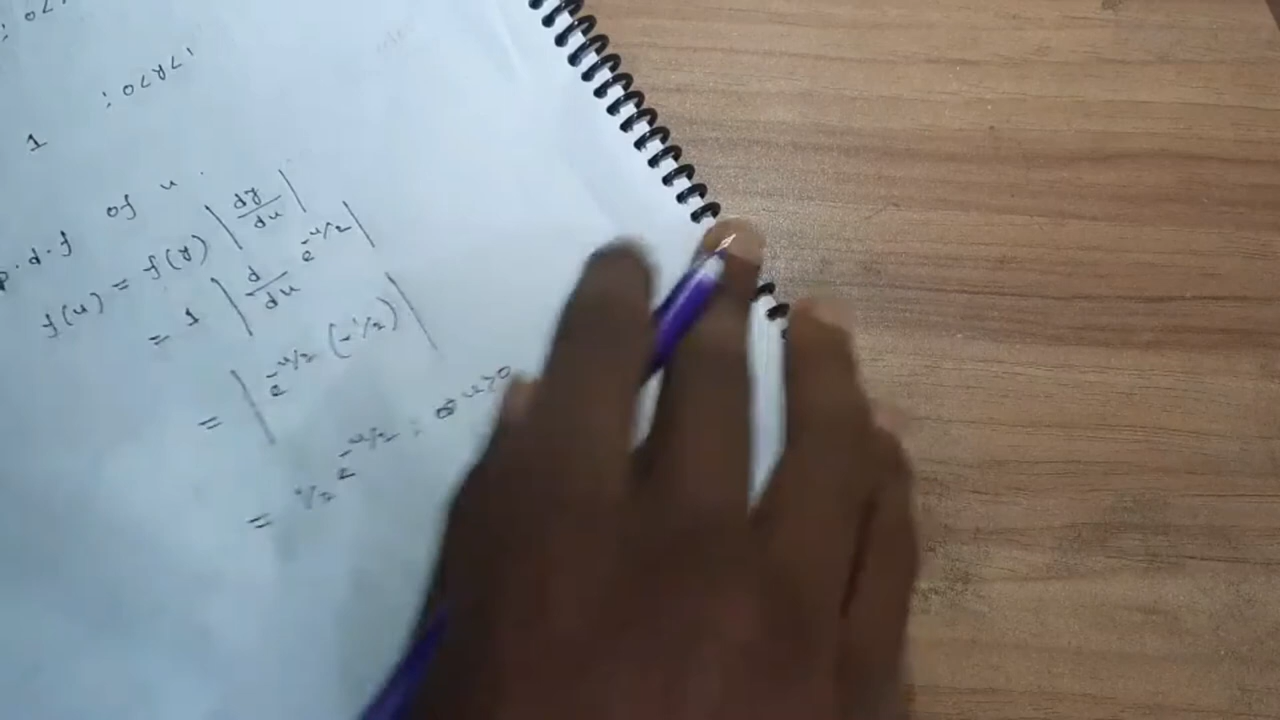 1 : 0<y<1
p.d.f of u.
f(u) = f(y) |dy/du|
= 1 |d/du e^{-u/2}|
= |e^{-u/2} (-1/2)|
= 1/2 e^{-u/2} : u>0